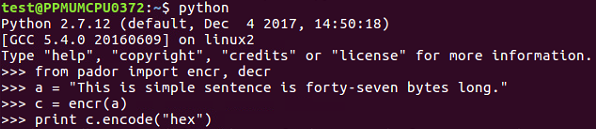 test@PPMUMCPU0372:~$ python
Python 2.7.12 (default, Dec  4 2017, 14:50:18)
[GCC 5.4.0 20160609] on linux2
Type "help", "copyright", "credits" or "license" for more information.
>>> from pador import encr, decr
>>> a = "This is simple sentence is forty-seven bytes long."
>>> c = encr(a)
>>> print c.encode("hex")